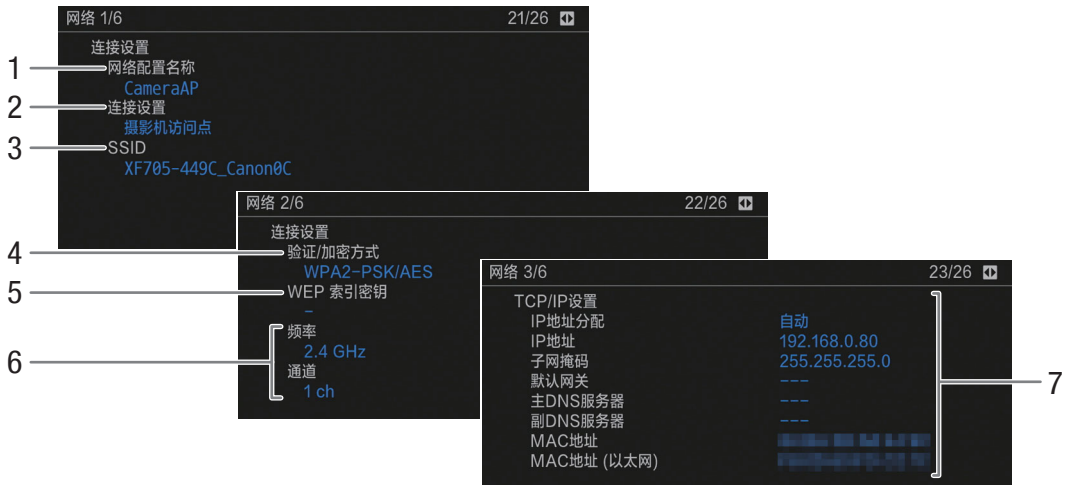 网络 1/6 21/26
连接设置
1 网络配置名称
CameraAP
2 连接设置
摄影机访问点
3 SSID
XF705-449C_Canon0C
网络 2/6 22/26
连接设置
4 验证/加密方式
WPA2-PSK/AES
5 WEP 索引密钥
-
6
频率
2.4 GHz
通道
1 ch
网络 3/6 23/26
TCP/IP设置
IP地址分配 自动
IP地址 192.168.0.80
子网掩码 255.255.255.0
默认网关 ---
主DNS服务器 ---
副DNS服务器 ---
MAC地址
MAC地址 (以太网)
7